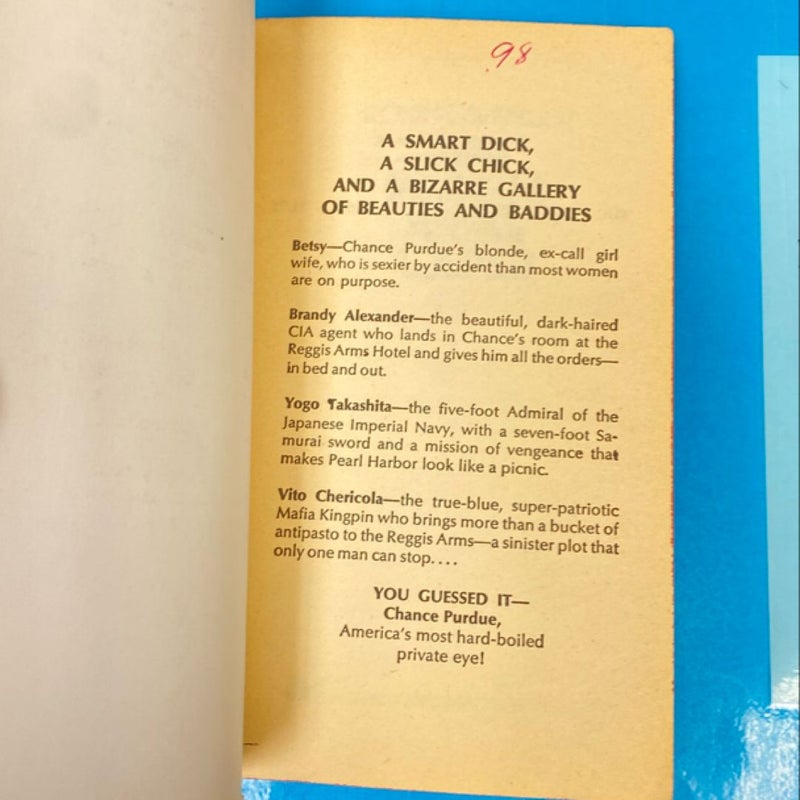 98
A SMART DICK,
A SLICK CHICK,
AND A BIZARRE GALLERY
OF BEAUTIES AND BADDIES
Betsy—Chance Purdue's blonde, ex-call girl
wife, who is sexier by accident than most women
are on purpose.
Brandy Alexander—the beautiful, dark-haired
CIA agent who lands in Chance's room at the
Reggis Arms Hotel and gives him all the orders—
in bed and out.
Yogo Takashita—the five-foot Admiral of the
Japanese Imperial Navy, with a seven-foot Sa-
murai sword and a mission of vengeance that
makes Pearl Harbor look like a picnic.
Vito Chericola—the true-blue, super-patriotic
Mafia Kingpin who brings more than a bucket of
antipasto to the Reggis Arms—a sinister plot that
only one man can stop....
YOU GUESSED IT—
Chance Purdue,
America's most hard-boiled
private eye!